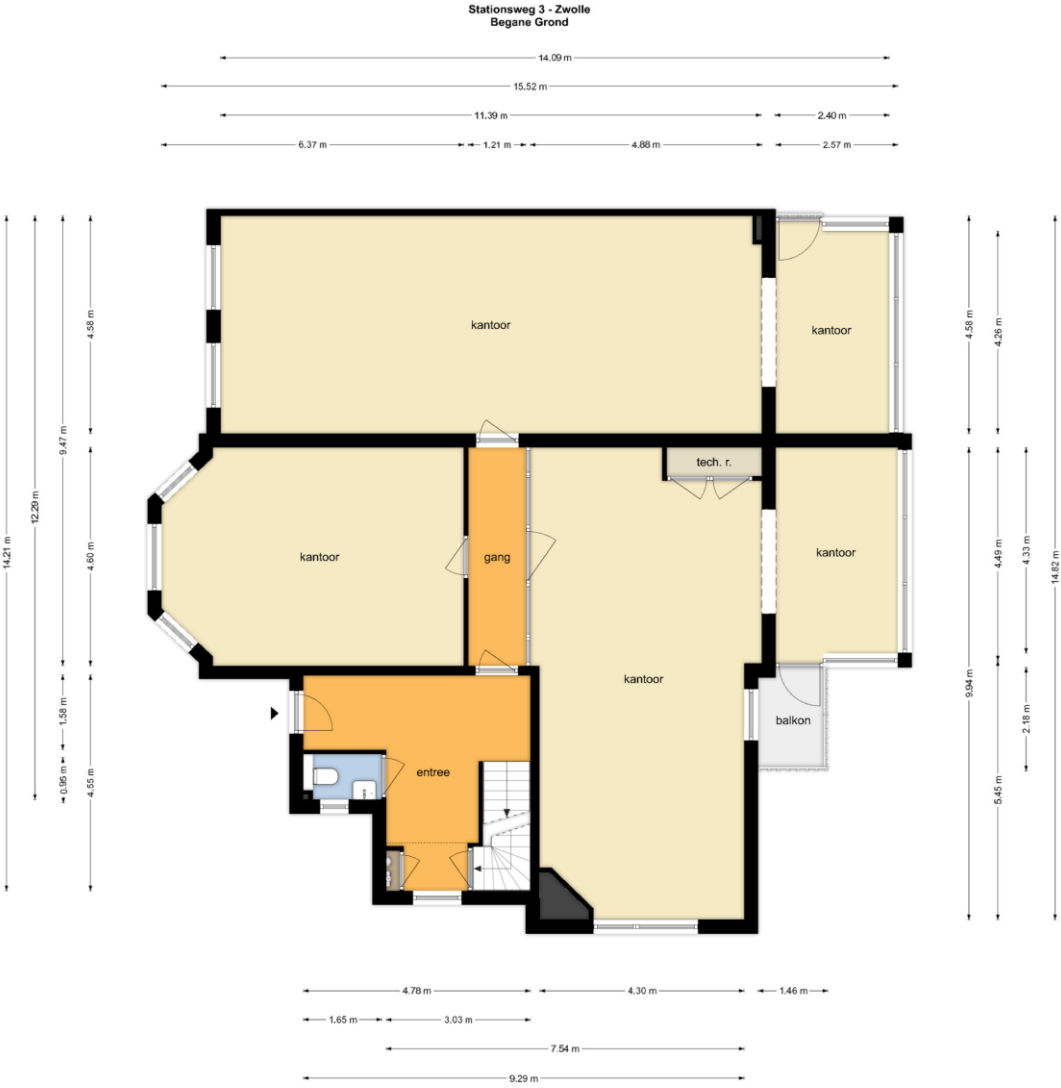 Stationsweg 3 - Zwolle
Begane Grond
14.09 m
15.52 m
11.39 m
2.40 m
6.37 m
1.21 m
4.88 m
2.57 m
14.21 m
12.29 m
9.47 m
4.58 m
4.60 m
1.58 m
0.95 m
4.55 m
kantoor
kantoor
tech. r.
kantoor
gang
kantoor
kantoor
balkon
entree
4.58 m
4.26 m
4.49 m
4.33 m
14.82 m
9.94 m
2.18 m
5.45 m
4.78 m
4.30 m
1.46 m
1.65 m
3.03 m
7.54 m
9.29 m